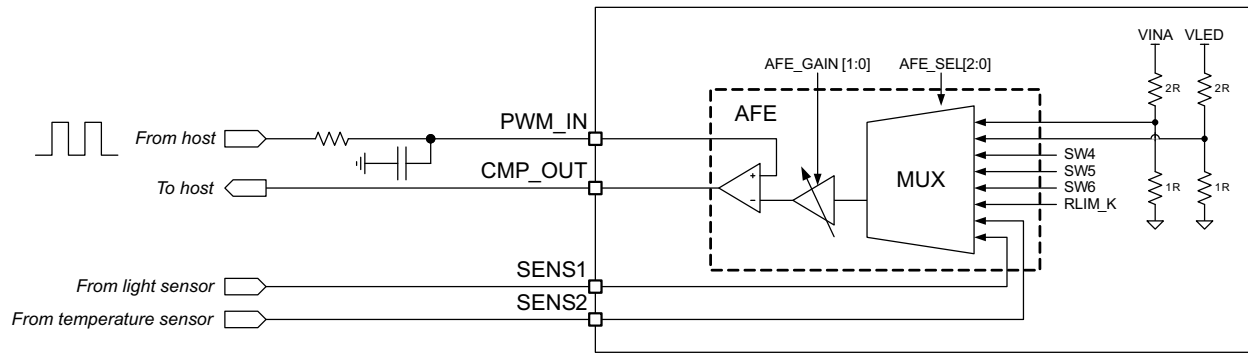 VINA VLED
AFE_GAIN [1:0] AFE_SEL[2:0]
2R 2R
AFE
PWM_IN
From host
SW4
CMP_OUT
SW5
MUX
To host
SW6
1R 1R
RLIM_K
SENS1
From light sensor
SENS2
From temperature sensor
+
−